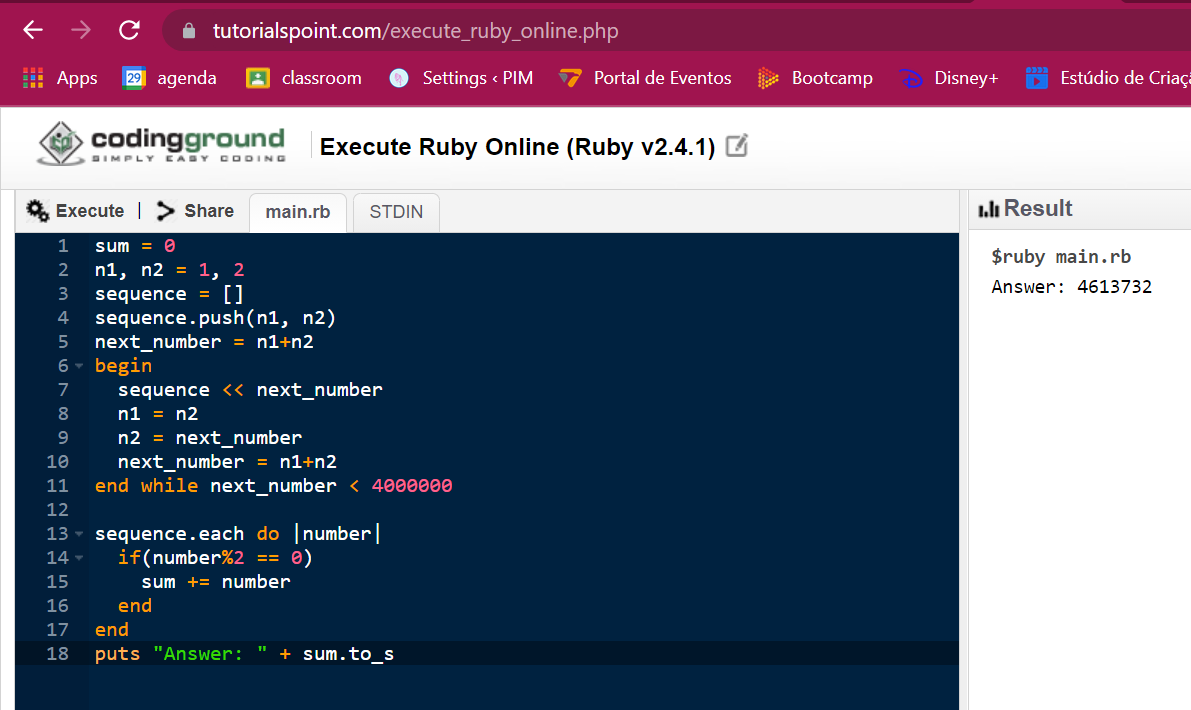 tutorialspoint.com/execute_ruby_online.php
Apps 29 agenda classroom Settings ‹ PIM Portal de Eventos Bootcamp Disney+ Estúdio de Criaç
codingground
SIMPLY EASY CODING
Execute Ruby Online (Ruby v2.4.1)
Execute | Share main.rb STDIN
Result
1 sum = 0
2 n1, n2 = 1, 2
3 sequence = []
4 sequence.push(n1, n2)
5 next_number = n1+n2
6 begin
7   sequence << next_number
8   n1 = n2
9   n2 = next_number
10   next_number = n1+n2
11 end while next_number < 4000000
12
13 sequence.each do |number|
14   if(number%2 == 0)
15     sum += number
16   end
17 end
18 puts "Answer: " + sum.to_s
$ruby main.rb
Answer: 4613732